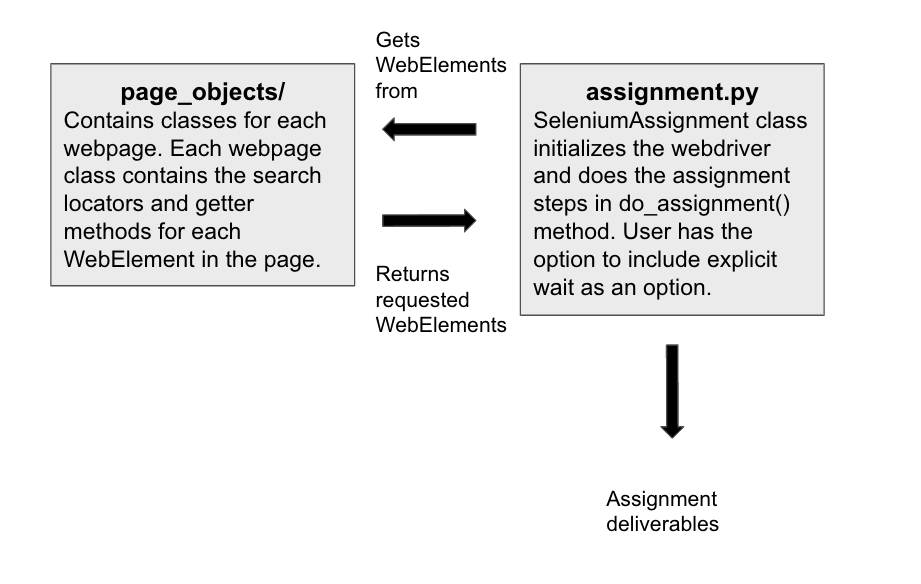 page_objects/
Contains classes for each
webpage. Each webpage
class contains the search
locators and getter
methods for each
WebElement in the page.
Gets
WebElements
from
Returns
requested
WebElements
assignment.py
SeleniumAssignment class
initializes the webdriver
and does the assignment
steps in do_assignment()
method. User has the
option to include explicit
wait as an option.
Assignment
deliverables